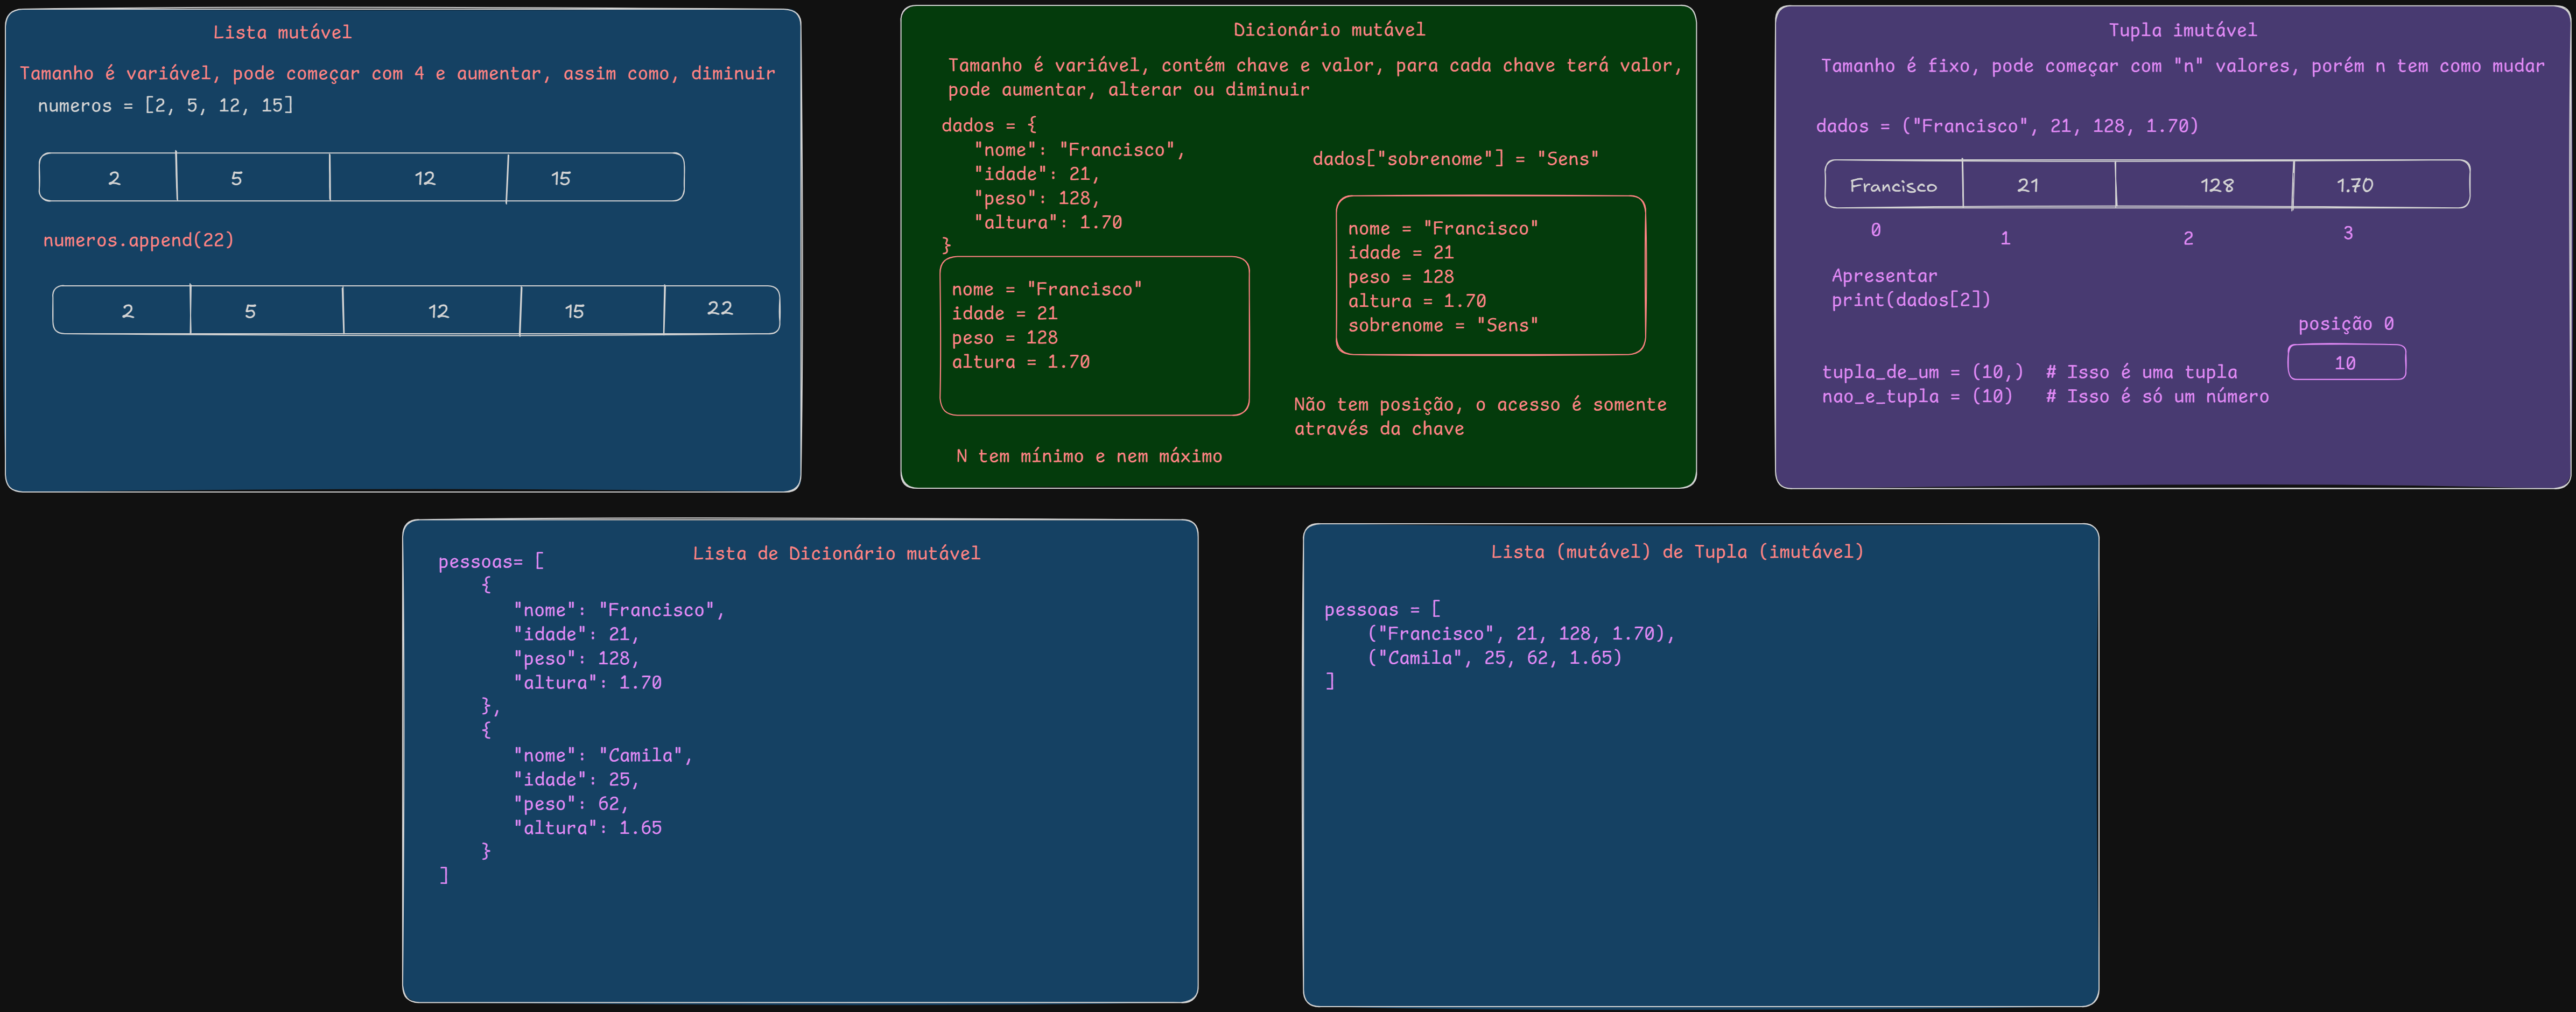 Lista mutável
Tamanho é variável, pode começar com 4 e aumentar, assim como, diminuir
numeros = [2, 5, 12, 15]
2 5 12 15
numeros.append(22)
2 5 12 15 22
Dicionário mutável
Tamanho é variável, contém chave e valor, para cada chave terá valor,
pode aumentar, alterar ou diminuir
dados = {
"nome": "Francisco",
"idade": 21,
"peso": 128,
"altura": 1.70
}
nome = "Francisco"
idade = 21
peso = 128
altura = 1.70
N tem mínimo e nem máximo
dados["sobrenome"] = "Sens"
nome = "Francisco"
idade = 21
peso = 128
altura = 1.70
sobrenome = "Sens"
Não tem posição, o acesso é somente
através da chave
Tupla imutável
Tamanho é fixo, pode começar com "n" valores, porém n tem como mudar
dados = ("Francisco", 21, 128, 1.70)
Francisco 21 128 1.70
0 1 2 3
Apresentar
print(dados[2])
posição 0
10
tupla_de_um = (10,)  # Isso é uma tupla
nao_e_tupla = (10)   # Isso é só um número
Lista de Dicionário mutável
pessoas= [
{
"nome": "Francisco",
"idade": 21,
"peso": 128,
"altura": 1.70
},
{
"nome": "Camila",
"idade": 25,
"peso": 62,
"altura": 1.65
}
]
Lista (mutável) de Tupla (imutável)
pessoas = [
("Francisco", 21, 128, 1.70),
("Camila", 25, 62, 1.65)
]